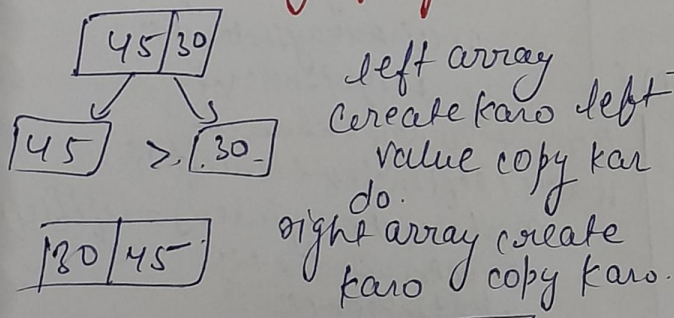 45 30
45 > 30
30 45
left array
create karo left
value copy kar
do.
right array create
karo copy karo.